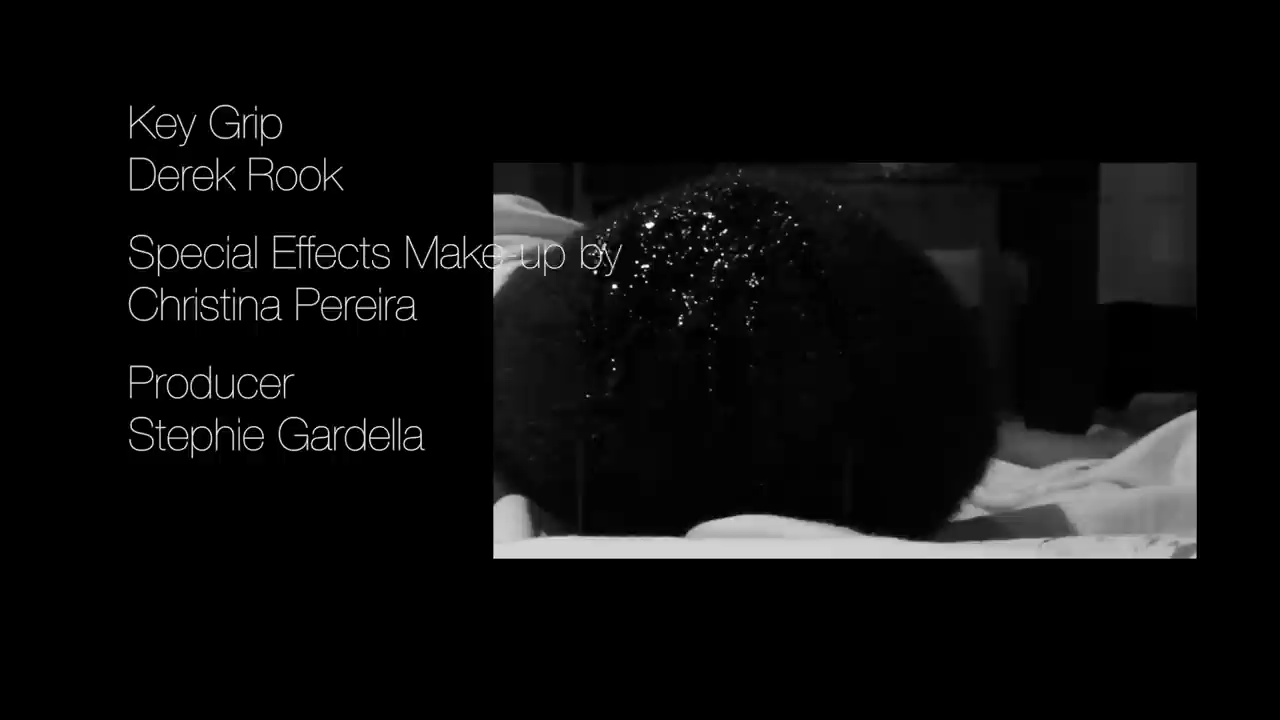 Key Grip
Derek Rook
Special Effects Make-up by
Christina Pereira
Producer
Stephie Gardella